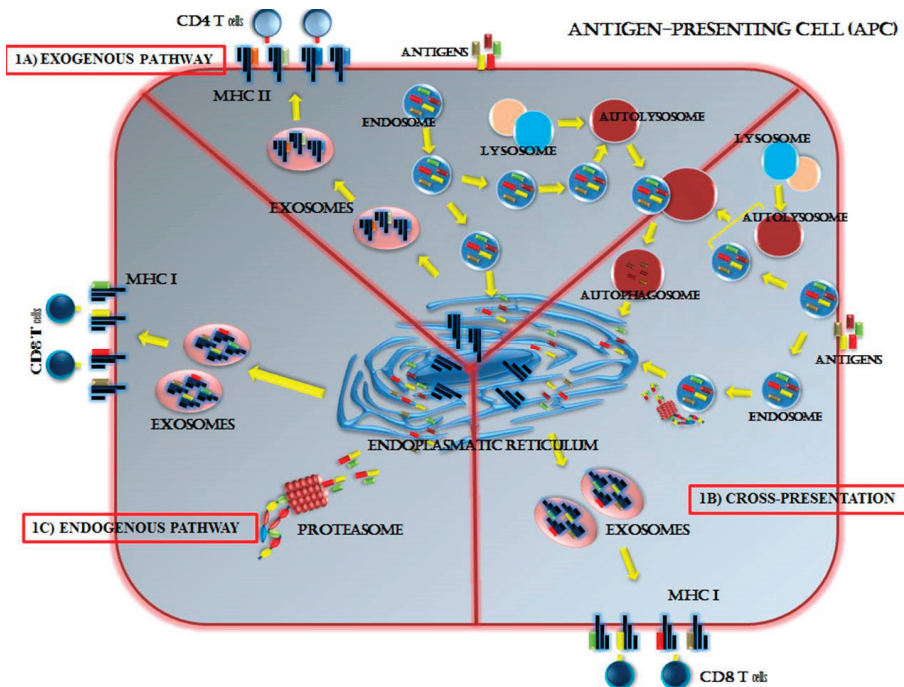 CD4 T cells
ANTIGEN-PRESENTING CELL (APC)
ANTIGENS
1A) EXOGENOUS PATHWAY
MHC II
ENDOSOME
AUTOLYSOSOME
LYSOSOME
LYSOSOME
EXOSOMES
AUTOLYSOSOME
MHC I
AUTOPHAGOSOME
CD8 T cells
ANTIGENS
EXOSOMES
ENDOSOME
ENDOPLASMATIC RETICULUM
1B) CROSS-PRESENTATION
1C) ENDOGENOUS PATHWAY
PROTEASOME
EXOSOMES
MHC I
CD8 T cells